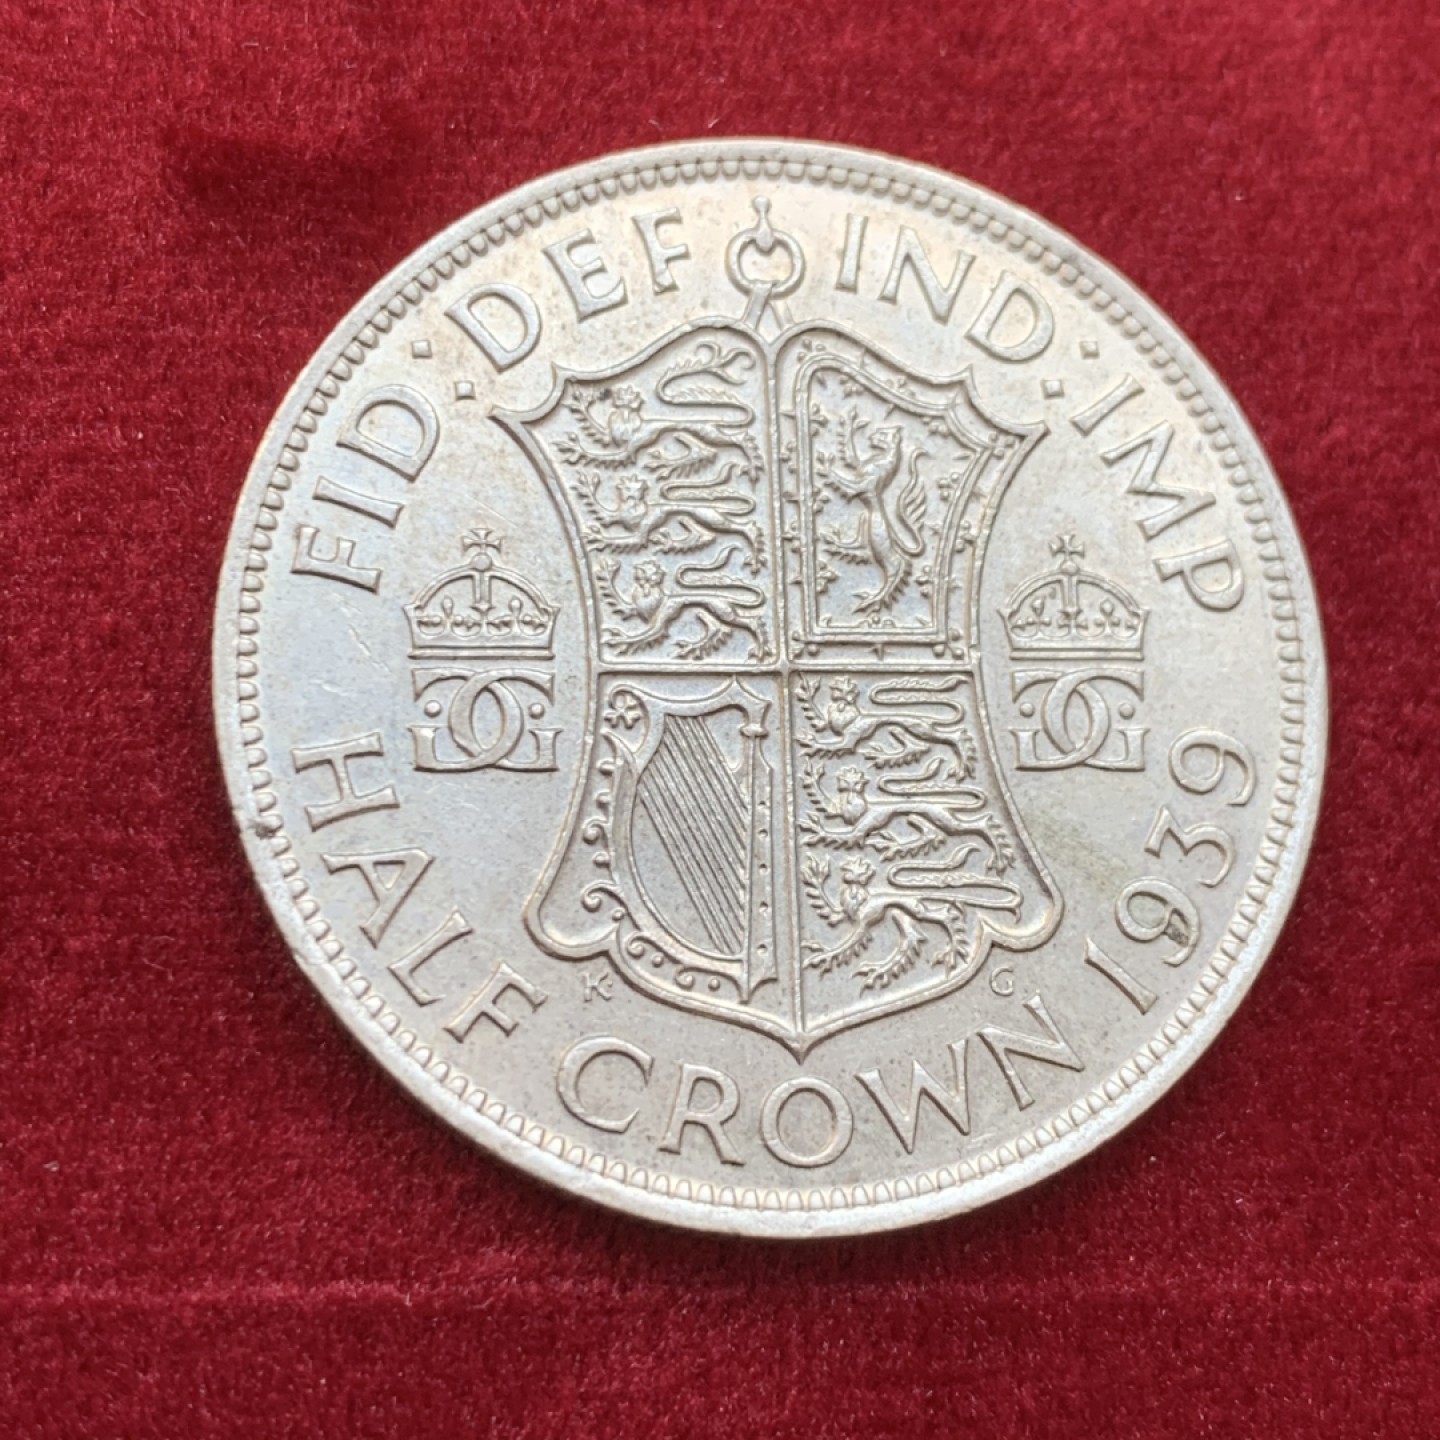 FID · DEF IND · IMP
HALF CROWN 1939
K G